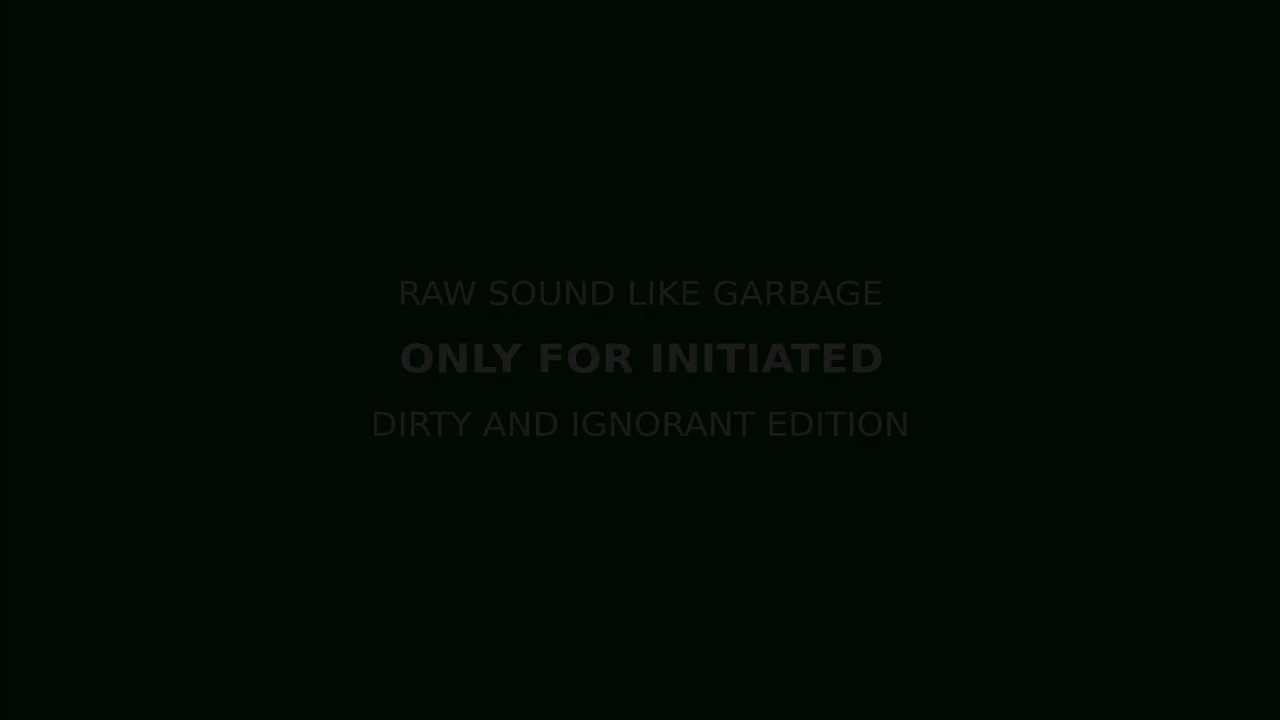 RAW SOUND LIKE GARBAGE
ONLY FOR INITIATED
DIRTY AND IGNORANT EDITION